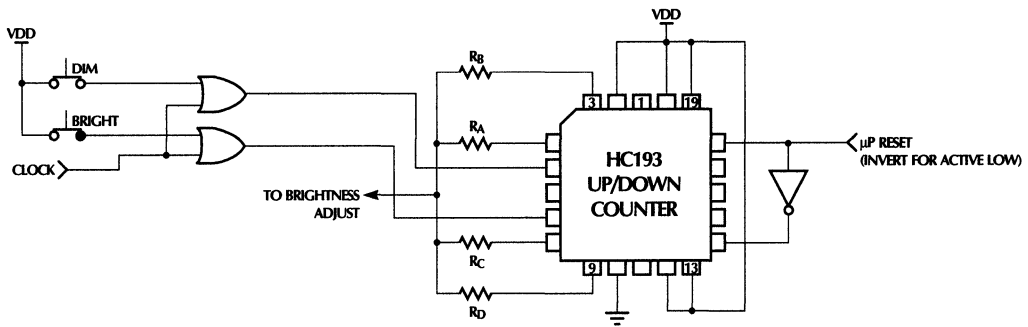 VDD
VDD
DIM
BRIGHT
CLOCK
TO BRIGHTNESS
ADJUST
RB
RA
RC
RD
3
1
19
9
13
HC193
UP/DOWN
COUNTER
μP RESET
(INVERT FOR ACTIVE LOW)